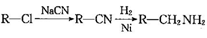 R—Cl NaCN→ R—CN H₂/Ni→ R—CH₂NH₂